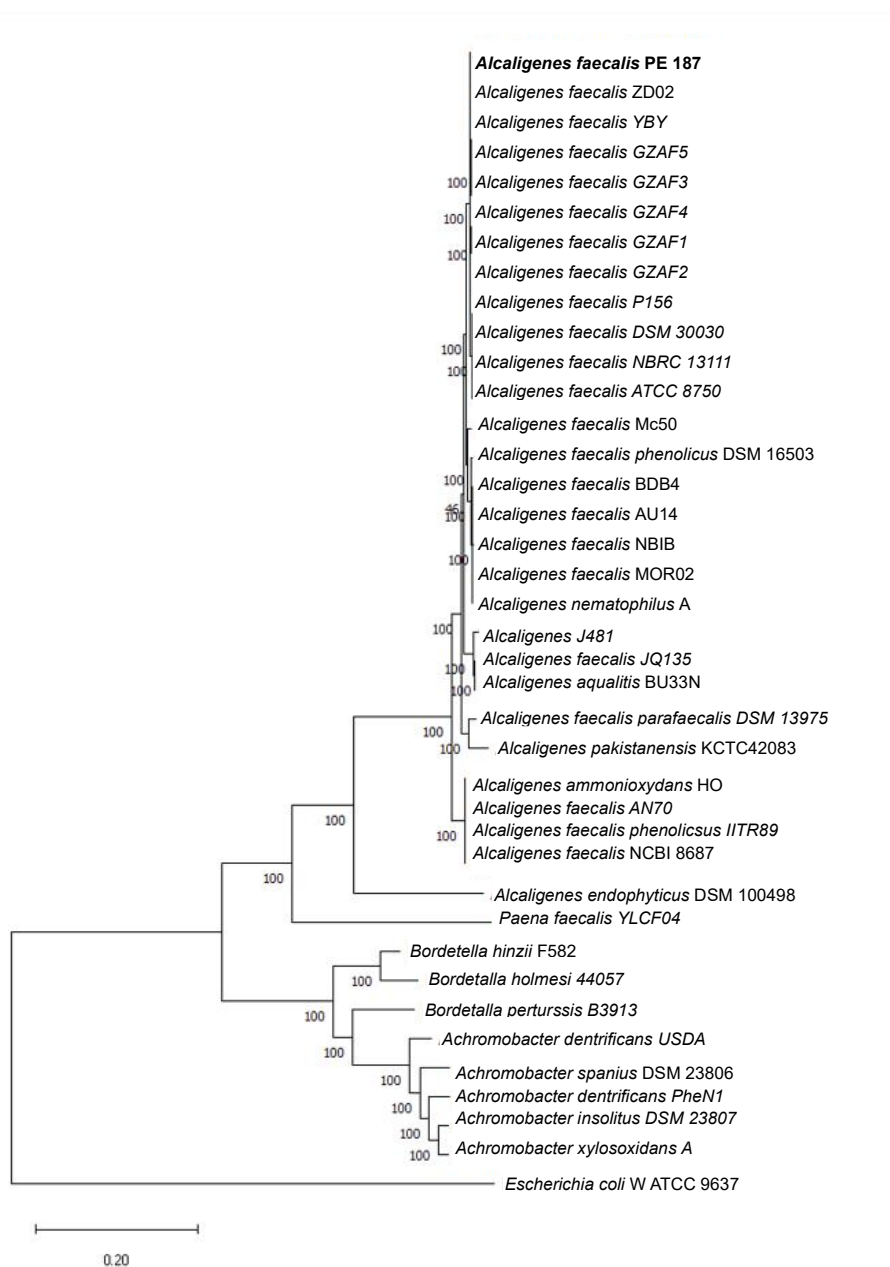 Alcaligenes faecalis PE 187
Alcaligenes faecalis ZD02
Alcaligenes faecalis YBY
Alcaligenes faecalis GZAF5
100
Alcaligenes faecalis GZAF3
100
Alcaligenes faecalis GZAF4
Alcaligenes faecalis GZAF1
100
Alcaligenes faecalis GZAF2
Alcaligenes faecalis P156
Alcaligenes faecalis DSM 30030
100
Alcaligenes faecalis NBRC 13111
100
Alcaligenes faecalis ATCC 8750
Alcaligenes faecalis Mc50
Alcaligenes faecalis phenolicus DSM 16503
100
Alcaligenes faecalis BDB4
100
Alcaligenes faecalis AU14
Alcaligenes faecalis NBIB
100
Alcaligenes faecalis MOR02
Alcaligenes nematophilus A
100
Alcaligenes J481
Alcaligenes faecalis JQ135
100
Alcaligenes aqualitis BU33N
100
Alcaligenes faecalis parafaecalis DSM 13975
100
Alcaligenes pakistanensis KCTC42083
100
Alcaligenes ammonioxydans HO
Alcaligenes faecalis AN70
100
Alcaligenes faecalis phenolicsus IITR89
100
Alcaligenes faecalis NCBI 8687
100
Alcaligenes endophyticus DSM 100498
Paena faecalis YLCF04
Bordetella hinzii F582
100
Bordetalla holmesi 44057
Bordetalla perturssis B3913
100
Achromobacter dentrificans USDA
100
Achromobacter spanius DSM 23806
100
Achromobacter dentrificans PheN1
100
Achromobacter insolitus DSM 23807
100
Achromobacter xylosoxidans A
100
Escherichia coli W ATCC 9637
0.20